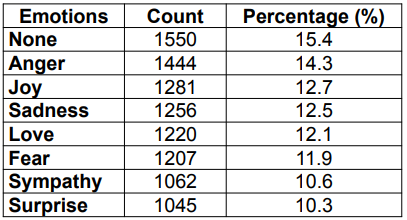 Emotions Count Percentage (%)
None 1550 15.4
Anger 1444 14.3
Joy 1281 12.7
Sadness 1256 12.5
Love 1220 12.1
Fear 1207 11.9
Sympathy 1062 10.6
Surprise 1045 10.3